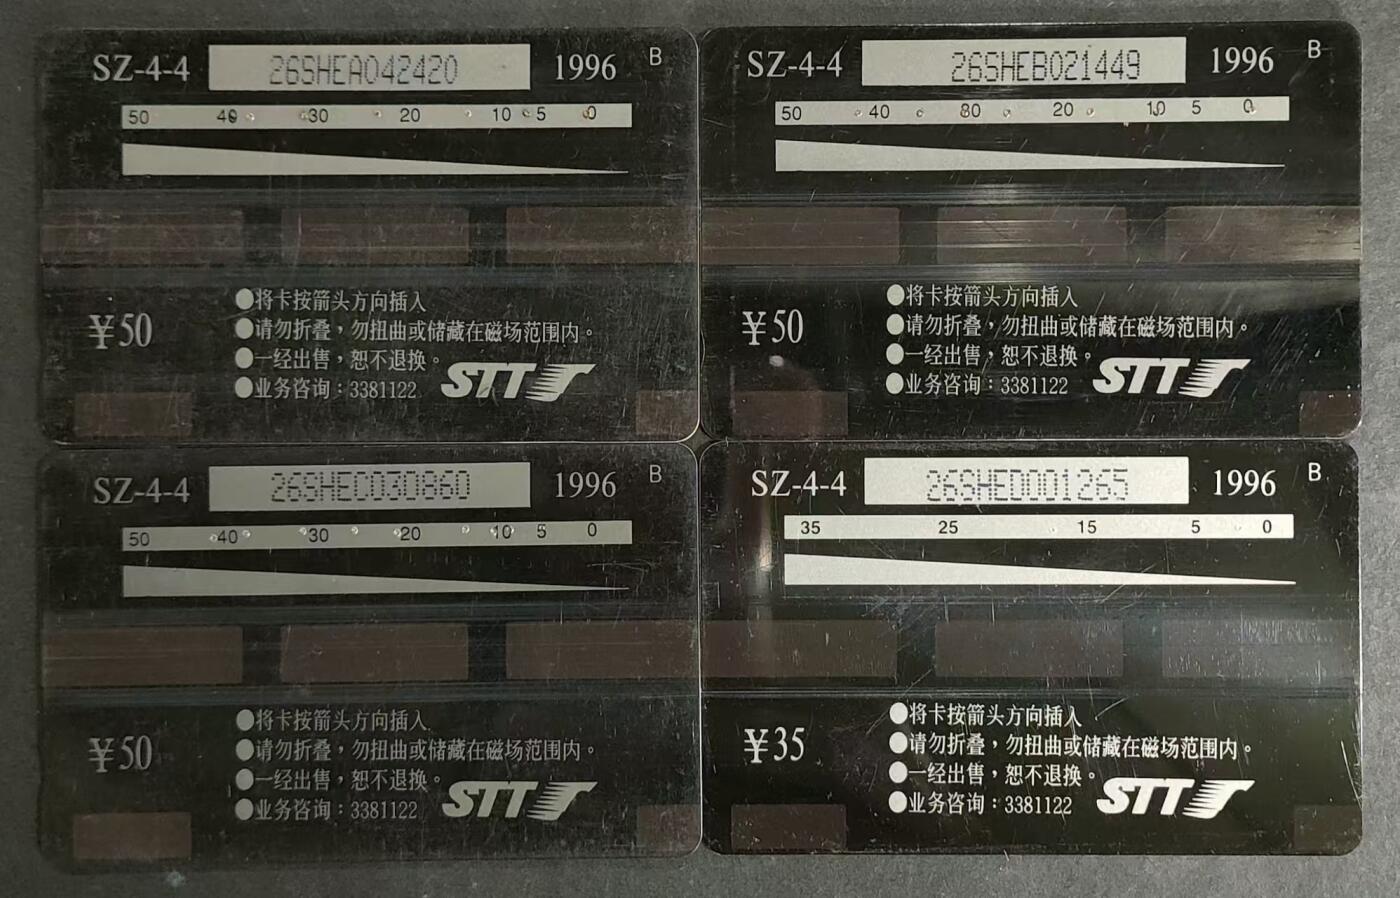 SZ-4-4 26SHEA042420 1996 B
50 40 30 20 10 5 0
¥50
●将卡按箭头方向插入
●请勿折叠，勿扭曲或储藏在磁场范围内。
●一经出售，恕不退换。
●业务咨询：3381122
STT
SZ-4-4 26SHEB021449 1996 B
50 40 30 20 10 5 0
¥50
●将卡按箭头方向插入
●请勿折叠，勿扭曲或储藏在磁场范围内。
●一经出售，恕不退换。
●业务咨询：3381122
STT
SZ-4-4 26SHEC030860 1996 B
50 40 30 20 10 5 0
¥50
●将卡按箭头方向插入
●请勿折叠，勿扭曲或储藏在磁场范围内。
●一经出售，恕不退换。
●业务咨询：3381122
STT
SZ-4-4 26SHED001265 1996 B
35 25 15 5 0
¥35
●将卡按箭头方向插入
●请勿折叠，勿扭曲或储藏在磁场范围内。
●一经出售，恕不退换。
●业务咨询：3381122
STT